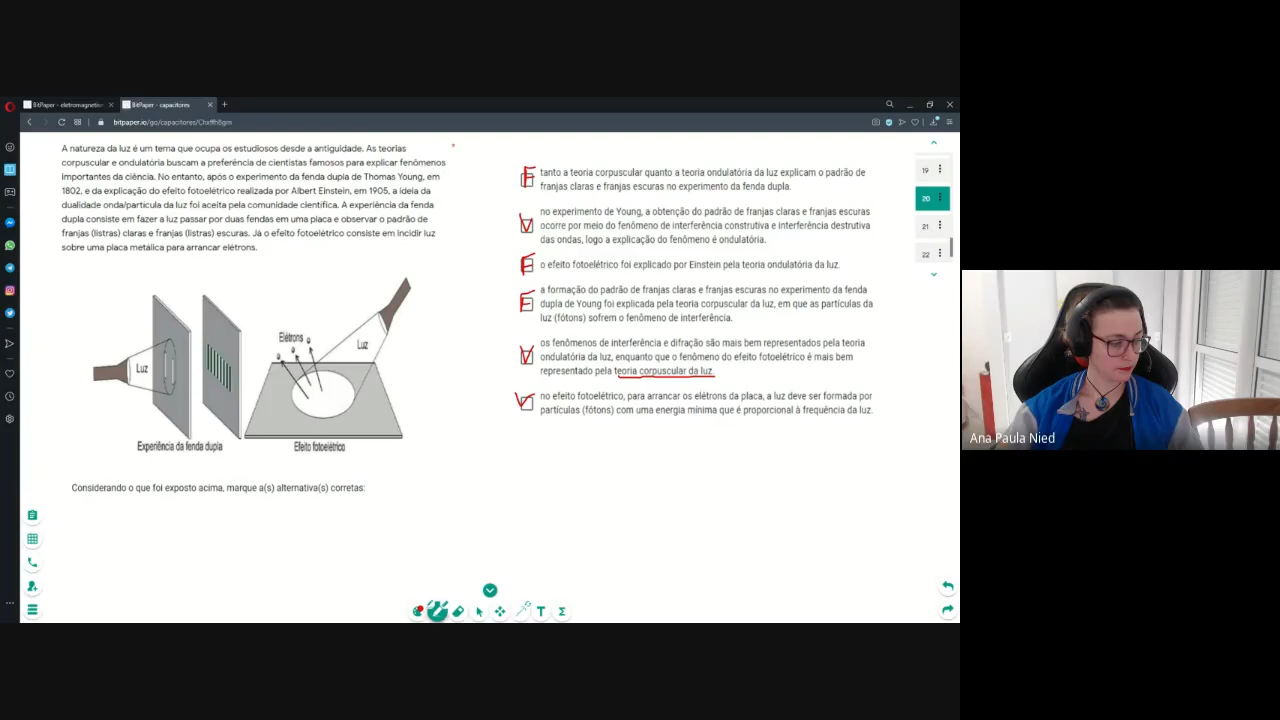 BitPaper - eletromagnetism
BitPaper - capacitores
bitpaper.io/go/capacitores/Chxffh8gm
A natureza da luz é um tema que ocupa os estudiosos desde a antiguidade. As teorias
corpuscular e ondulatória buscam a preferência de cientistas famosos para explicar fenômenos
importantes da ciência. No entanto, após o experimento da fenda dupla de Thomas Young, em
1802, e da explicação do efeito fotoelétrico realizada por Albert Einstein, em 1905, a ideia da
dualidade onda/partícula da luz foi aceita pela comunidade científica. A experiência da fenda
dupla consiste em fazer a luz passar por duas fendas em uma placa e observar o padrão de
franjas (listras) claras e franjas (listras) escuras. Já o efeito fotoelétrico consiste em incidir luz
sobre uma placa metálica para arrancar elétrons.
Luz
Elétrons
Luz
Experiência da fenda dupla
Efeito fotoelétrico
Considerando o que foi exposto acima, marque a(s) alternativa(s) corretas:
F tanto a teoria corpuscular quanto a teoria ondulatória da luz explicam o padrão de
franjas claras e franjas escuras no experimento da fenda dupla.
no experimento de Young, a obtenção do padrão de franjas claras e franjas escuras
V ocorre por meio do fenômeno de interferência construtiva e interferência destrutiva
das ondas, logo a explicação do fenômeno é ondulatória.
F o efeito fotoelétrico foi explicado por Einstein pela teoria ondulatória da luz.
a formação do padrão de franjas claras e franjas escuras no experimento da fenda
F dupla de Young foi explicada pela teoria corpuscular da luz, em que as partículas da
luz (fótons) sofrem o fenômeno de interferência.
os fenômenos de interferência e difração são mais bem representados pela teoria
V ondulatória da luz, enquanto que o fenômeno do efeito fotoelétrico é mais bem
representado pela teoria corpuscular da luz.
V no efeito fotoelétrico, para arrancar os elétrons da placa, a luz deve ser formada por
partículas (fótons) com uma energia mínima que é proporcional à frequência da luz.
19
20
21
22
T
Σ
Ana Paula Nied